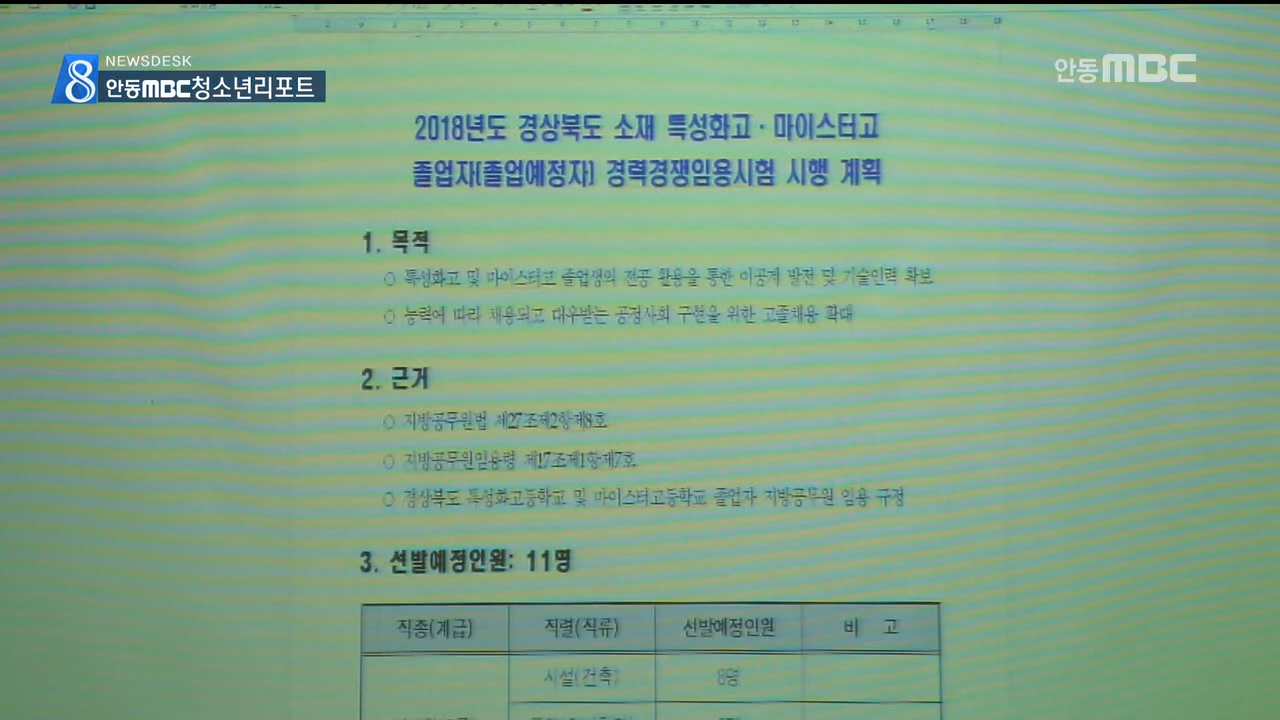 NEWSDESK
8 안동MBC청소년리포트
안동MBC
2018년도 경상북도 소재 특성화고·마이스터고
졸업자(졸업예정자) 경력경쟁임용시험 시행 계획
1. 목적
○ 특성화고 및 마이스터고 졸업생의 전공 활용을 통한 이공계 발전 및 기술인력 확보
○ 능력에 따라 채용되고 대우받는 공정사회 구현을 위한 고졸채용 확대
2. 근거
○ 지방공무원법 제27조제2항제8호
○ 지방공무원임용령 제17조제1항제7호
○ 경상북도 특성화고등학교 및 마이스터고등학교 졸업자 지방공무원 임용 규정
3. 선발예정인원: 11명
직종(계급) 직렬(직류) 선발예정인원 비 고
시설(건축) 8명